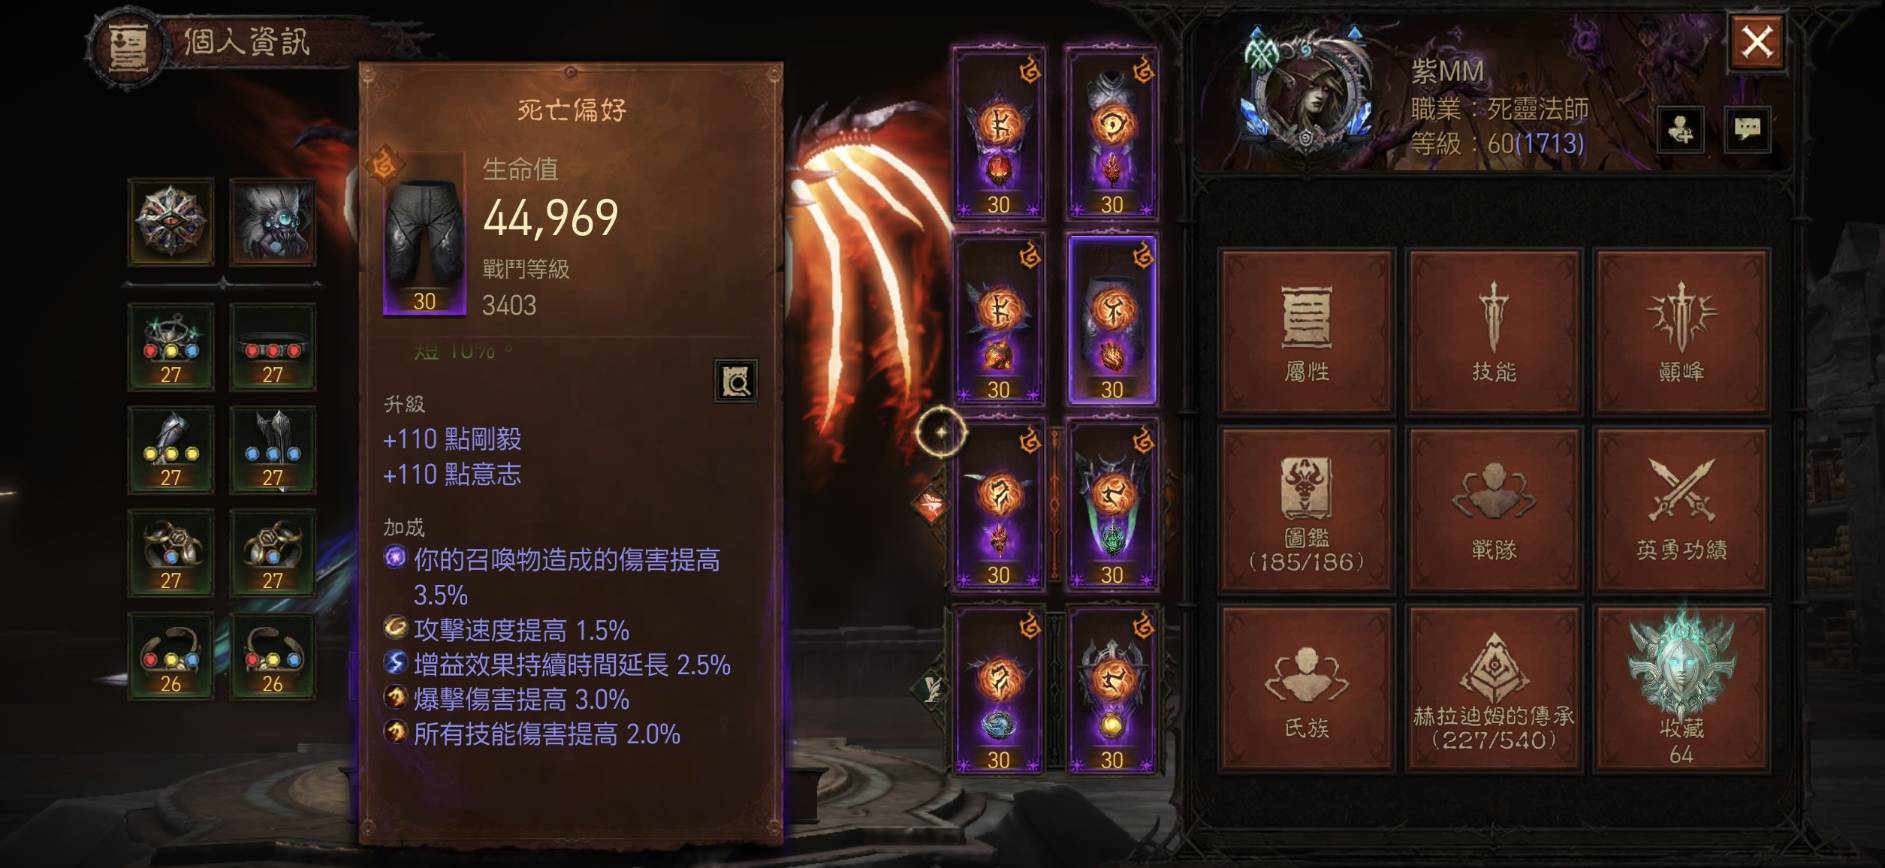 個人資訊
27
27
27
27
27
27
26
26
死亡偏好
30
生命值
44,969
戰鬥等級
3403
短 10%。
升級
+110 點剛毅
+110 點意志
加成
你的召喚物造成的傷害提高
3.5%
攻擊速度提高 1.5%
增益效果持續時間延長 2.5%
爆擊傷害提高 3.0%
所有技能傷害提高 2.0%
30
30
30
30
30
30
30
30
紫MM
職業：死靈法師
等級：60(1713)
屬性
技能
巔峰
圖鑑
(185/186)
戰隊
英勇功績
氏族
赫拉迪姆的傳承
(227/540)
收藏
64